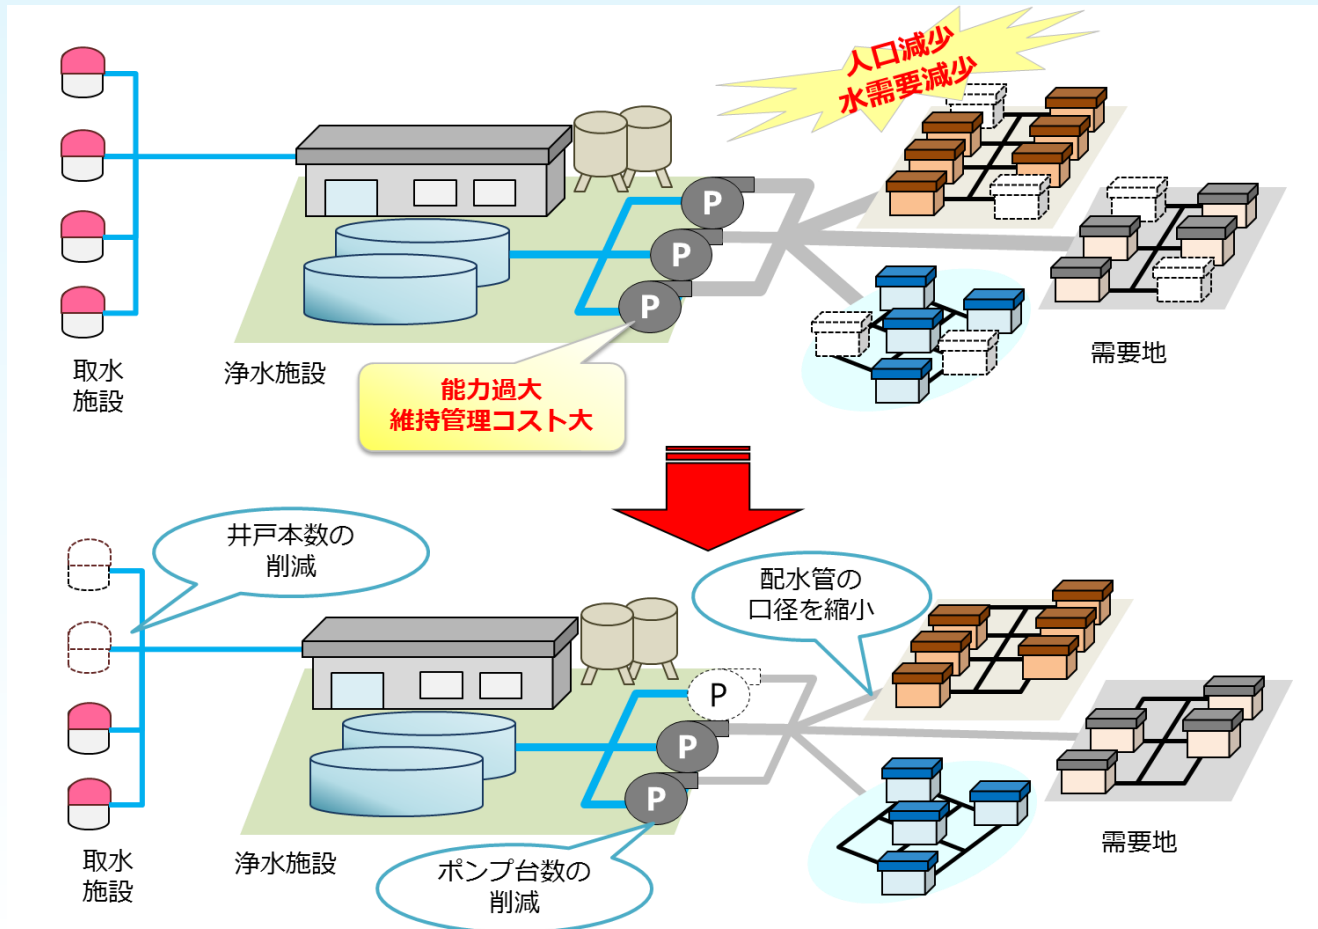 人口減少
水需要減少
P
P
P
取水
施設
浄水施設
能力過大
維持管理コスト大
需要地
井戸本数の
削減
配水管の
口径を縮小
P
P
P
取水
施設
浄水施設
ポンプ台数の
削減
需要地